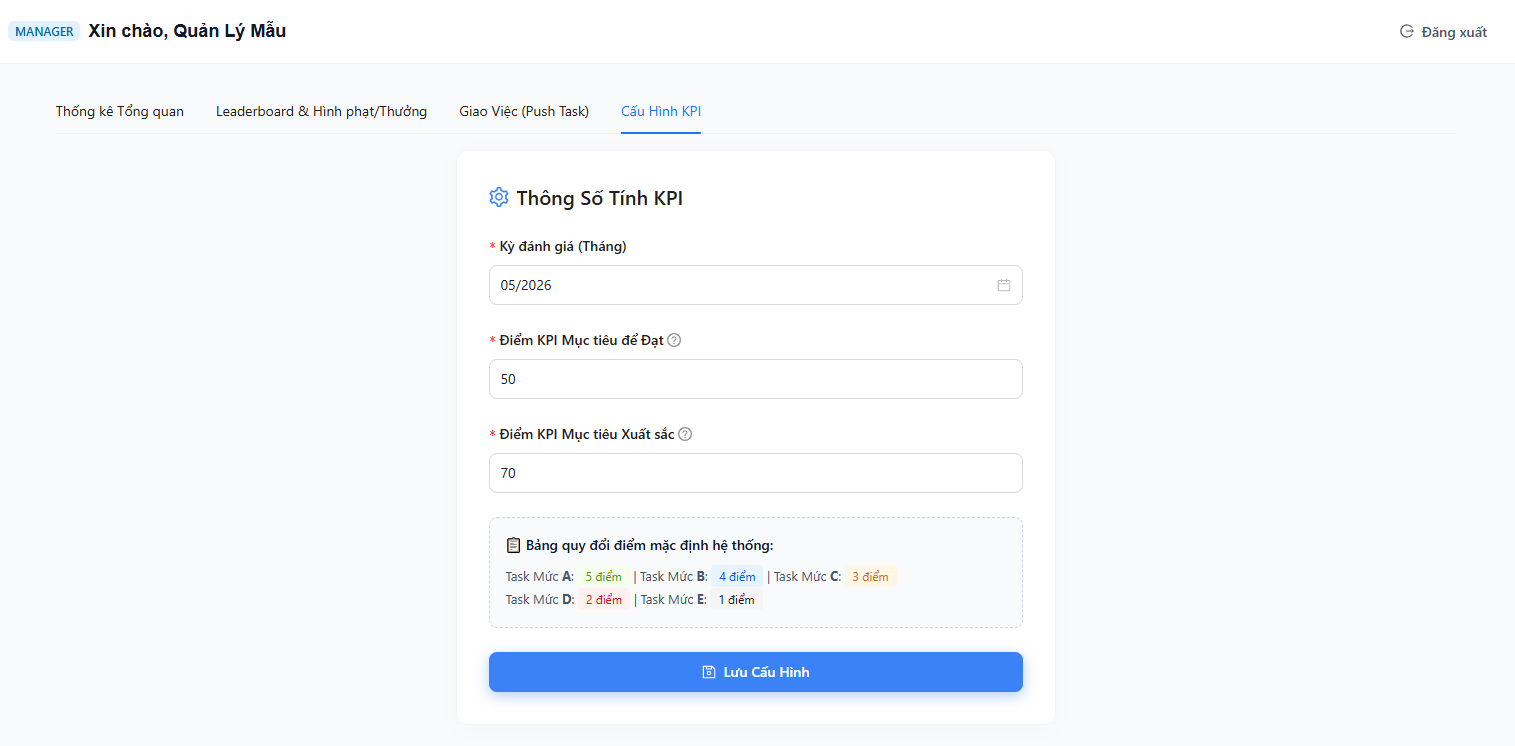 MANAGER Xin chào, Quản Lý Mẫu Đăng xuất
Thống kê Tổng quan Leaderboard & Hình phạt/Thưởng Giao Việc (Push Task) Cấu Hình KPI
Thông Số Tính KPI
* Kỳ đánh giá (Tháng)
05/2026
* Điểm KPI Mục tiêu để Đạt
50
* Điểm KPI Mục tiêu Xuất sắc
70
Bảng quy đổi điểm mặc định hệ thống:
Task Mức A: 5 điểm | Task Mức B: 4 điểm | Task Mức C: 3 điểm
Task Mức D: 2 điểm | Task Mức E: 1 điểm
Lưu Cấu Hình